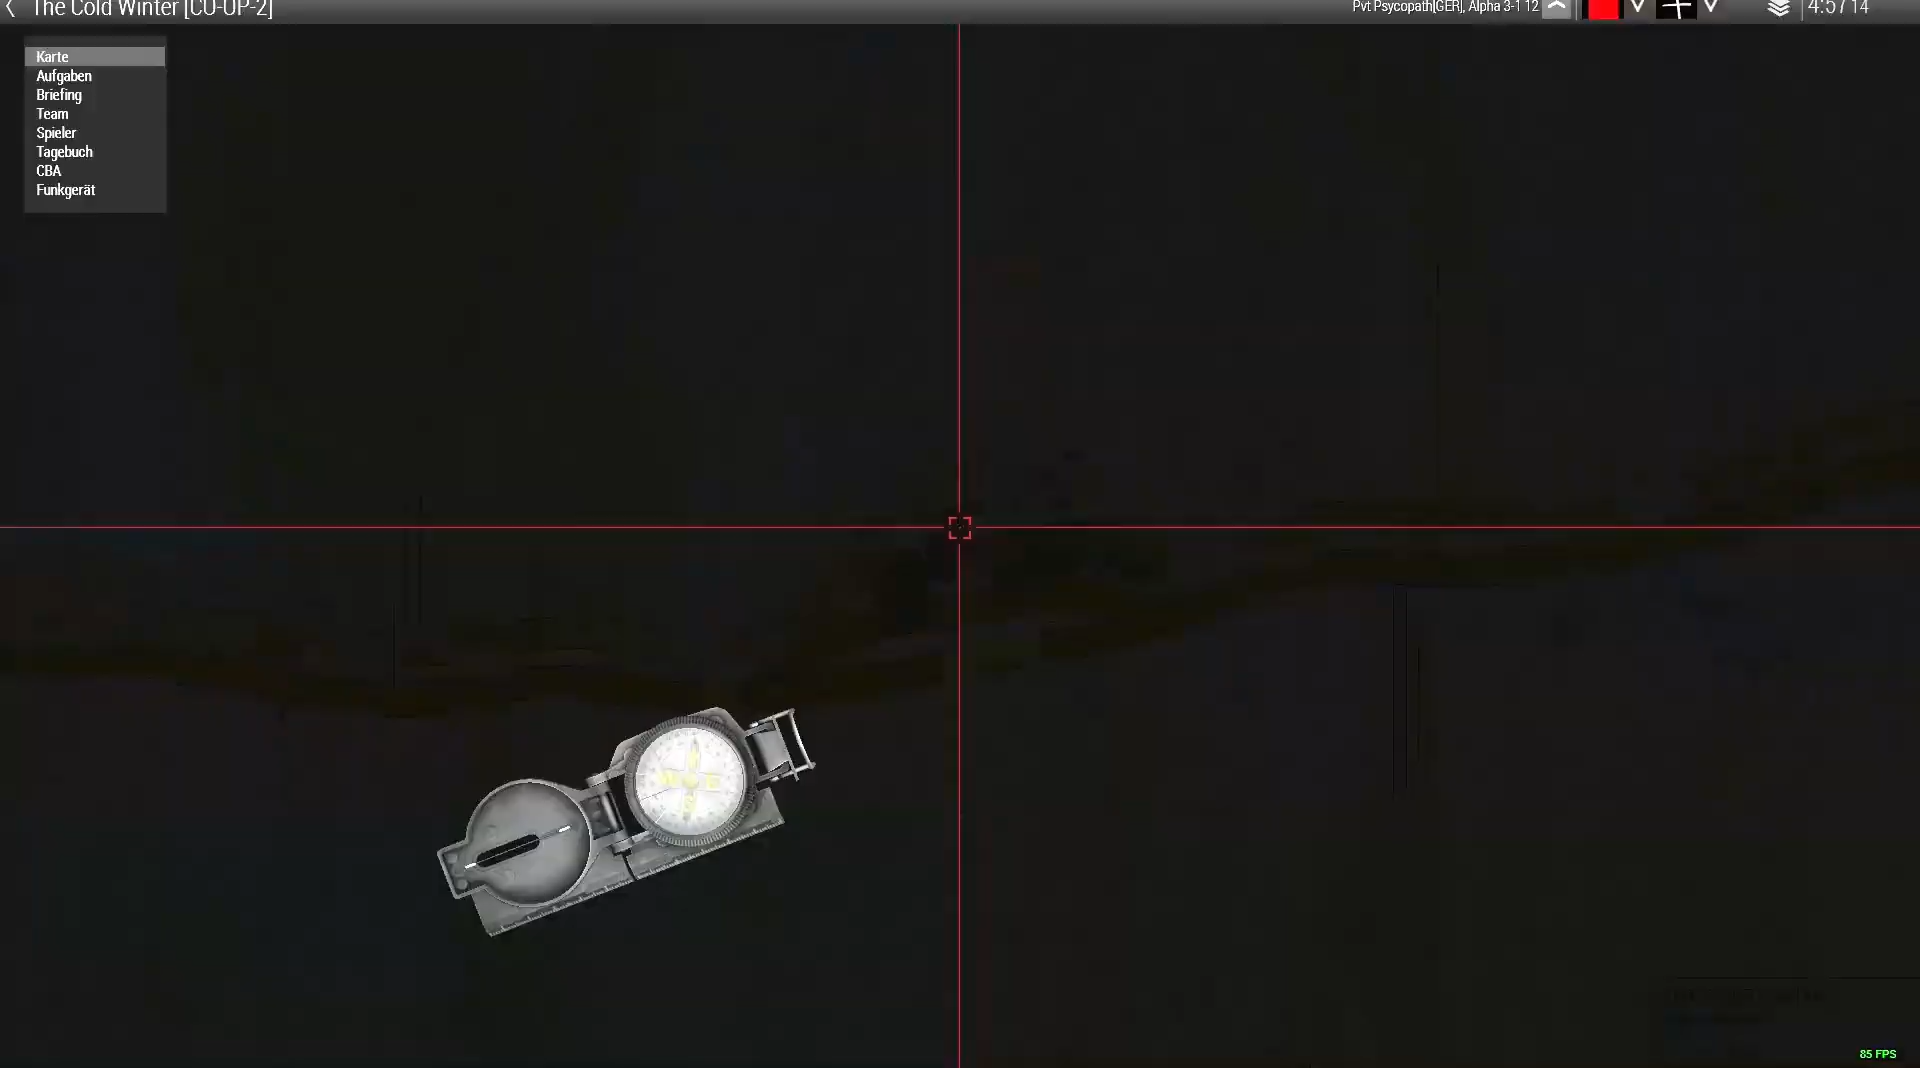 The Cold Winter [CO-OP-2]
Pvt Psycopath[GER], Alpha 3-1 12
4:57 14
Karte
Aufgaben
Briefing
Team
Spieler
Tagebuch
CBA
Funkgerät
85 FPS